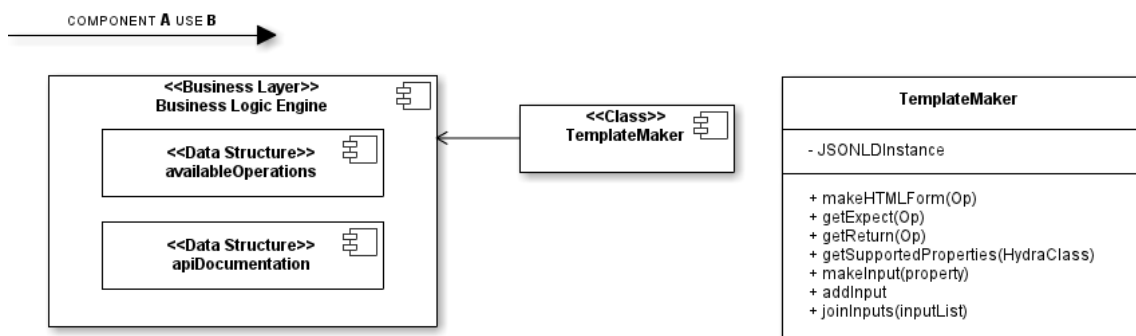 COMPONENT A USE B
<<Business Layer>>
Business Logic Engine
<<Data Structure>>
availableOperations
<<Data Structure>>
apiDocumentation
<<Class>>
TemplateMaker
TemplateMaker
- JSONLDInstance
+ makeHTMLForm(Op)
+ getExpect(Op)
+ getReturn(Op)
+ getSupportedProperties(HydraClass)
+ makeInput(property)
+ addInput
+ joinInputs(inputList)